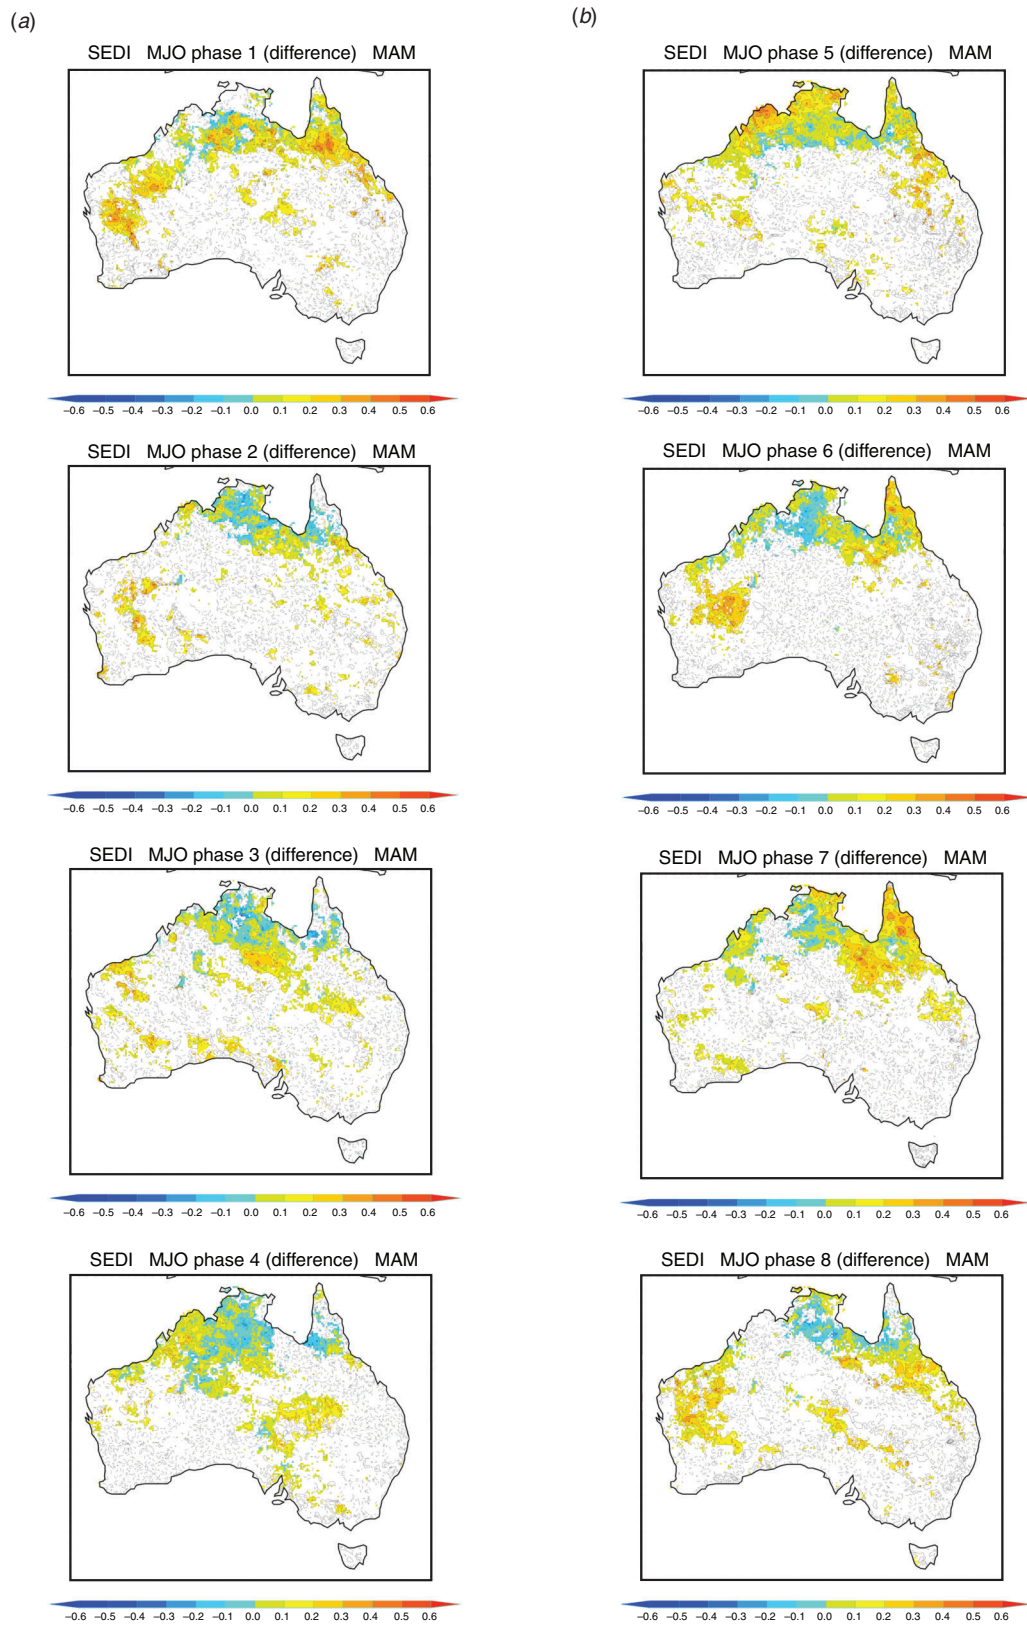 (a)
SEDI MJO phase 1 (difference) MAM
−0.6 −0.5 −0.4 −0.3 −0.2 −0.1 0.0 0.1 0.2 0.3 0.4 0.5 0.6
SEDI MJO phase 2 (difference) MAM
−0.6 −0.5 −0.4 −0.3 −0.2 −0.1 0.0 0.1 0.2 0.3 0.4 0.5 0.6
SEDI MJO phase 3 (difference) MAM
−0.6 −0.5 −0.4 −0.3 −0.2 −0.1 0.0 0.1 0.2 0.3 0.4 0.5 0.6
SEDI MJO phase 4 (difference) MAM
−0.6 −0.5 −0.4 −0.3 −0.2 −0.1 0.0 0.1 0.2 0.3 0.4 0.5 0.6
(b)
SEDI MJO phase 5 (difference) MAM
−0.6 −0.5 −0.4 −0.3 −0.2 −0.1 0.0 0.1 0.2 0.3 0.4 0.5 0.6
SEDI MJO phase 6 (difference) MAM
−0.6 −0.5 −0.4 −0.3 −0.2 −0.1 0.0 0.1 0.2 0.3 0.4 0.5 0.6
SEDI MJO phase 7 (difference) MAM
−0.6 −0.5 −0.4 −0.3 −0.2 −0.1 0.0 0.1 0.2 0.3 0.4 0.5 0.6
SEDI MJO phase 8 (difference) MAM
−0.6 −0.5 −0.4 −0.3 −0.2 −0.1 0.0 0.1 0.2 0.3 0.4 0.5 0.6